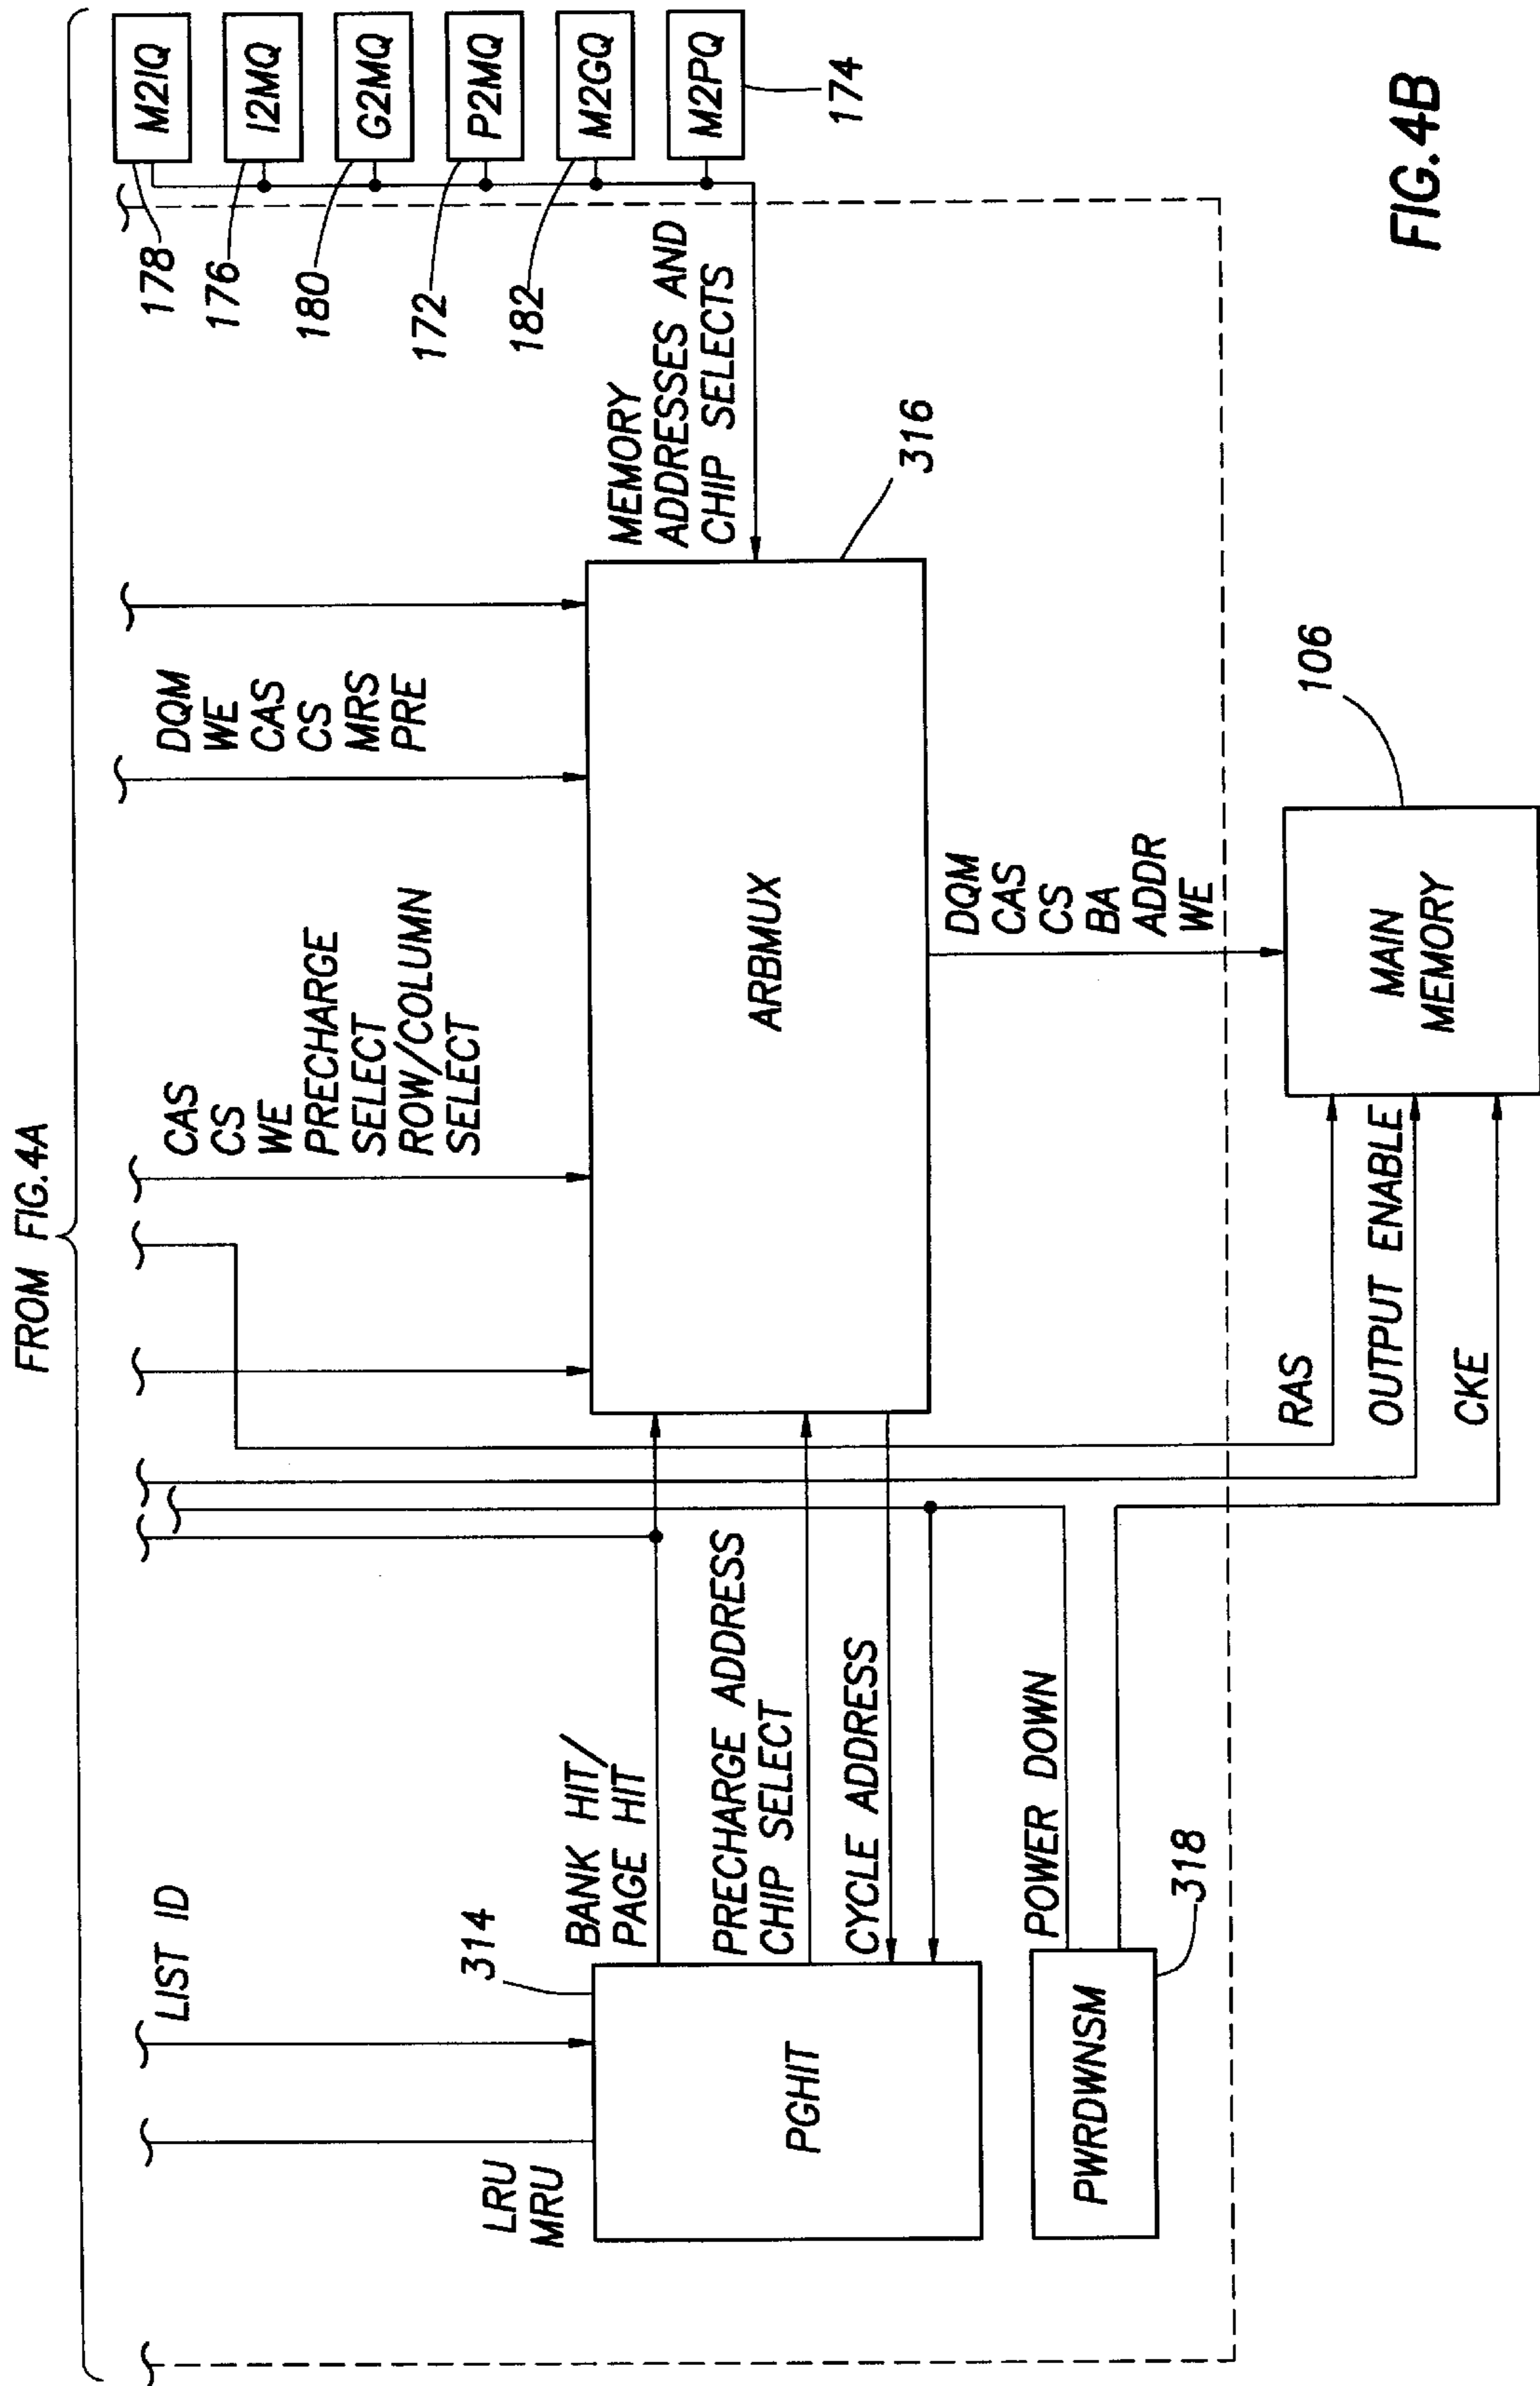 FROM FIG.4A
LIST ID
LRU
MRU
314
PGHIT
BANK HIT/
PAGE HIT
PRECHARGE ADDRESS
CHIP SELECT
CYCLE ADDRESS
POWER DOWN
PWRDWNSM
318
CAS
CS
WE
PRECHARGE
SELECT
ROW/COLUMN
SELECT
DQM
WE
CAS
CS
MRS
PRE
ARBMUX
316
MEMORY
ADDRESSES AND
CHIP SELECTS
M2IQ
I2MQ
G2MQ
P2MQ
M2GQ
M2PQ
178
176
180
172
182
174
DQM
CAS
CS
BA
ADDR
WE
RAS
OUTPUT ENABLE
CKE
MAIN
MEMORY
106
FIG.4B